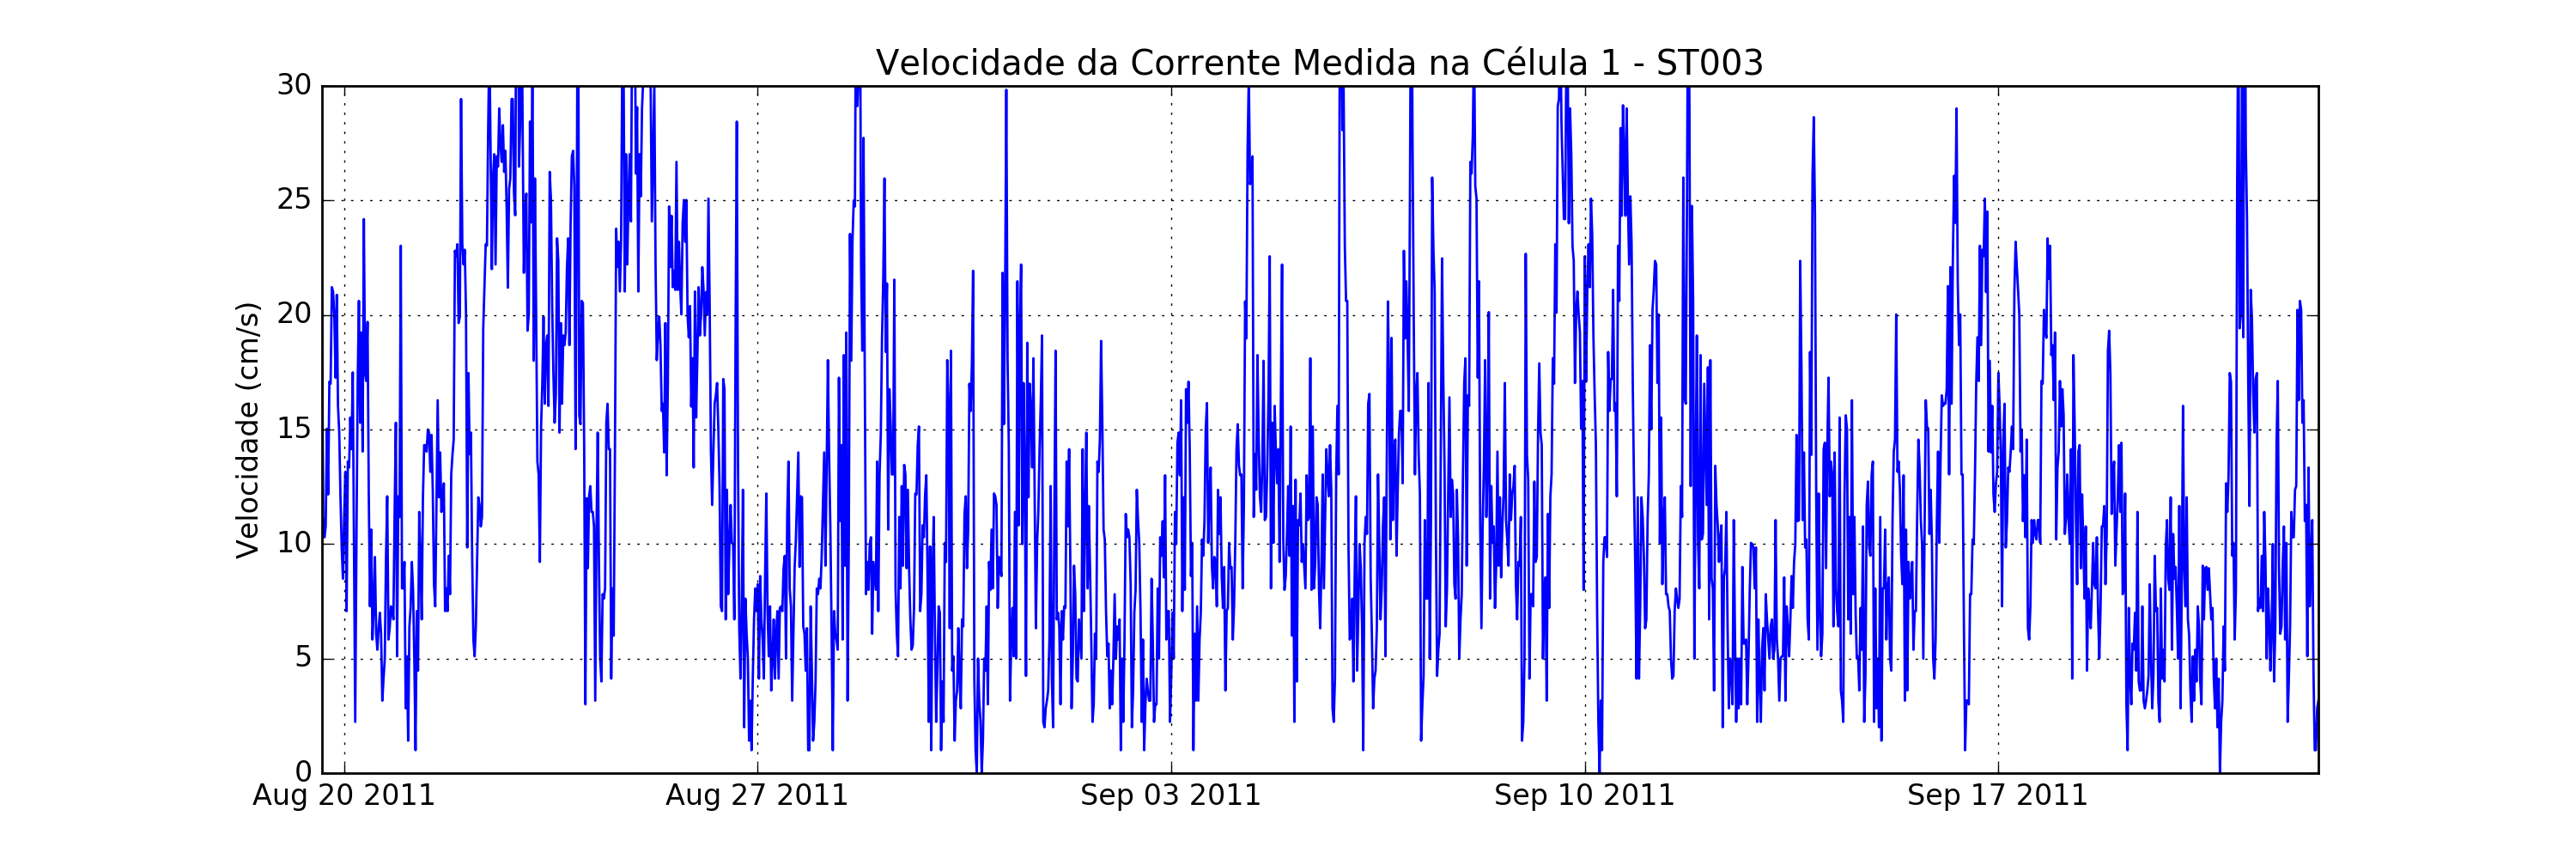 Velocidade da Corrente Medida na Célula 1 - ST003
Velocidade (cm/s)
30
25
20
15
10
5
0
Aug 20 2011
Aug 27 2011
Sep 03 2011
Sep 10 2011
Sep 17 2011